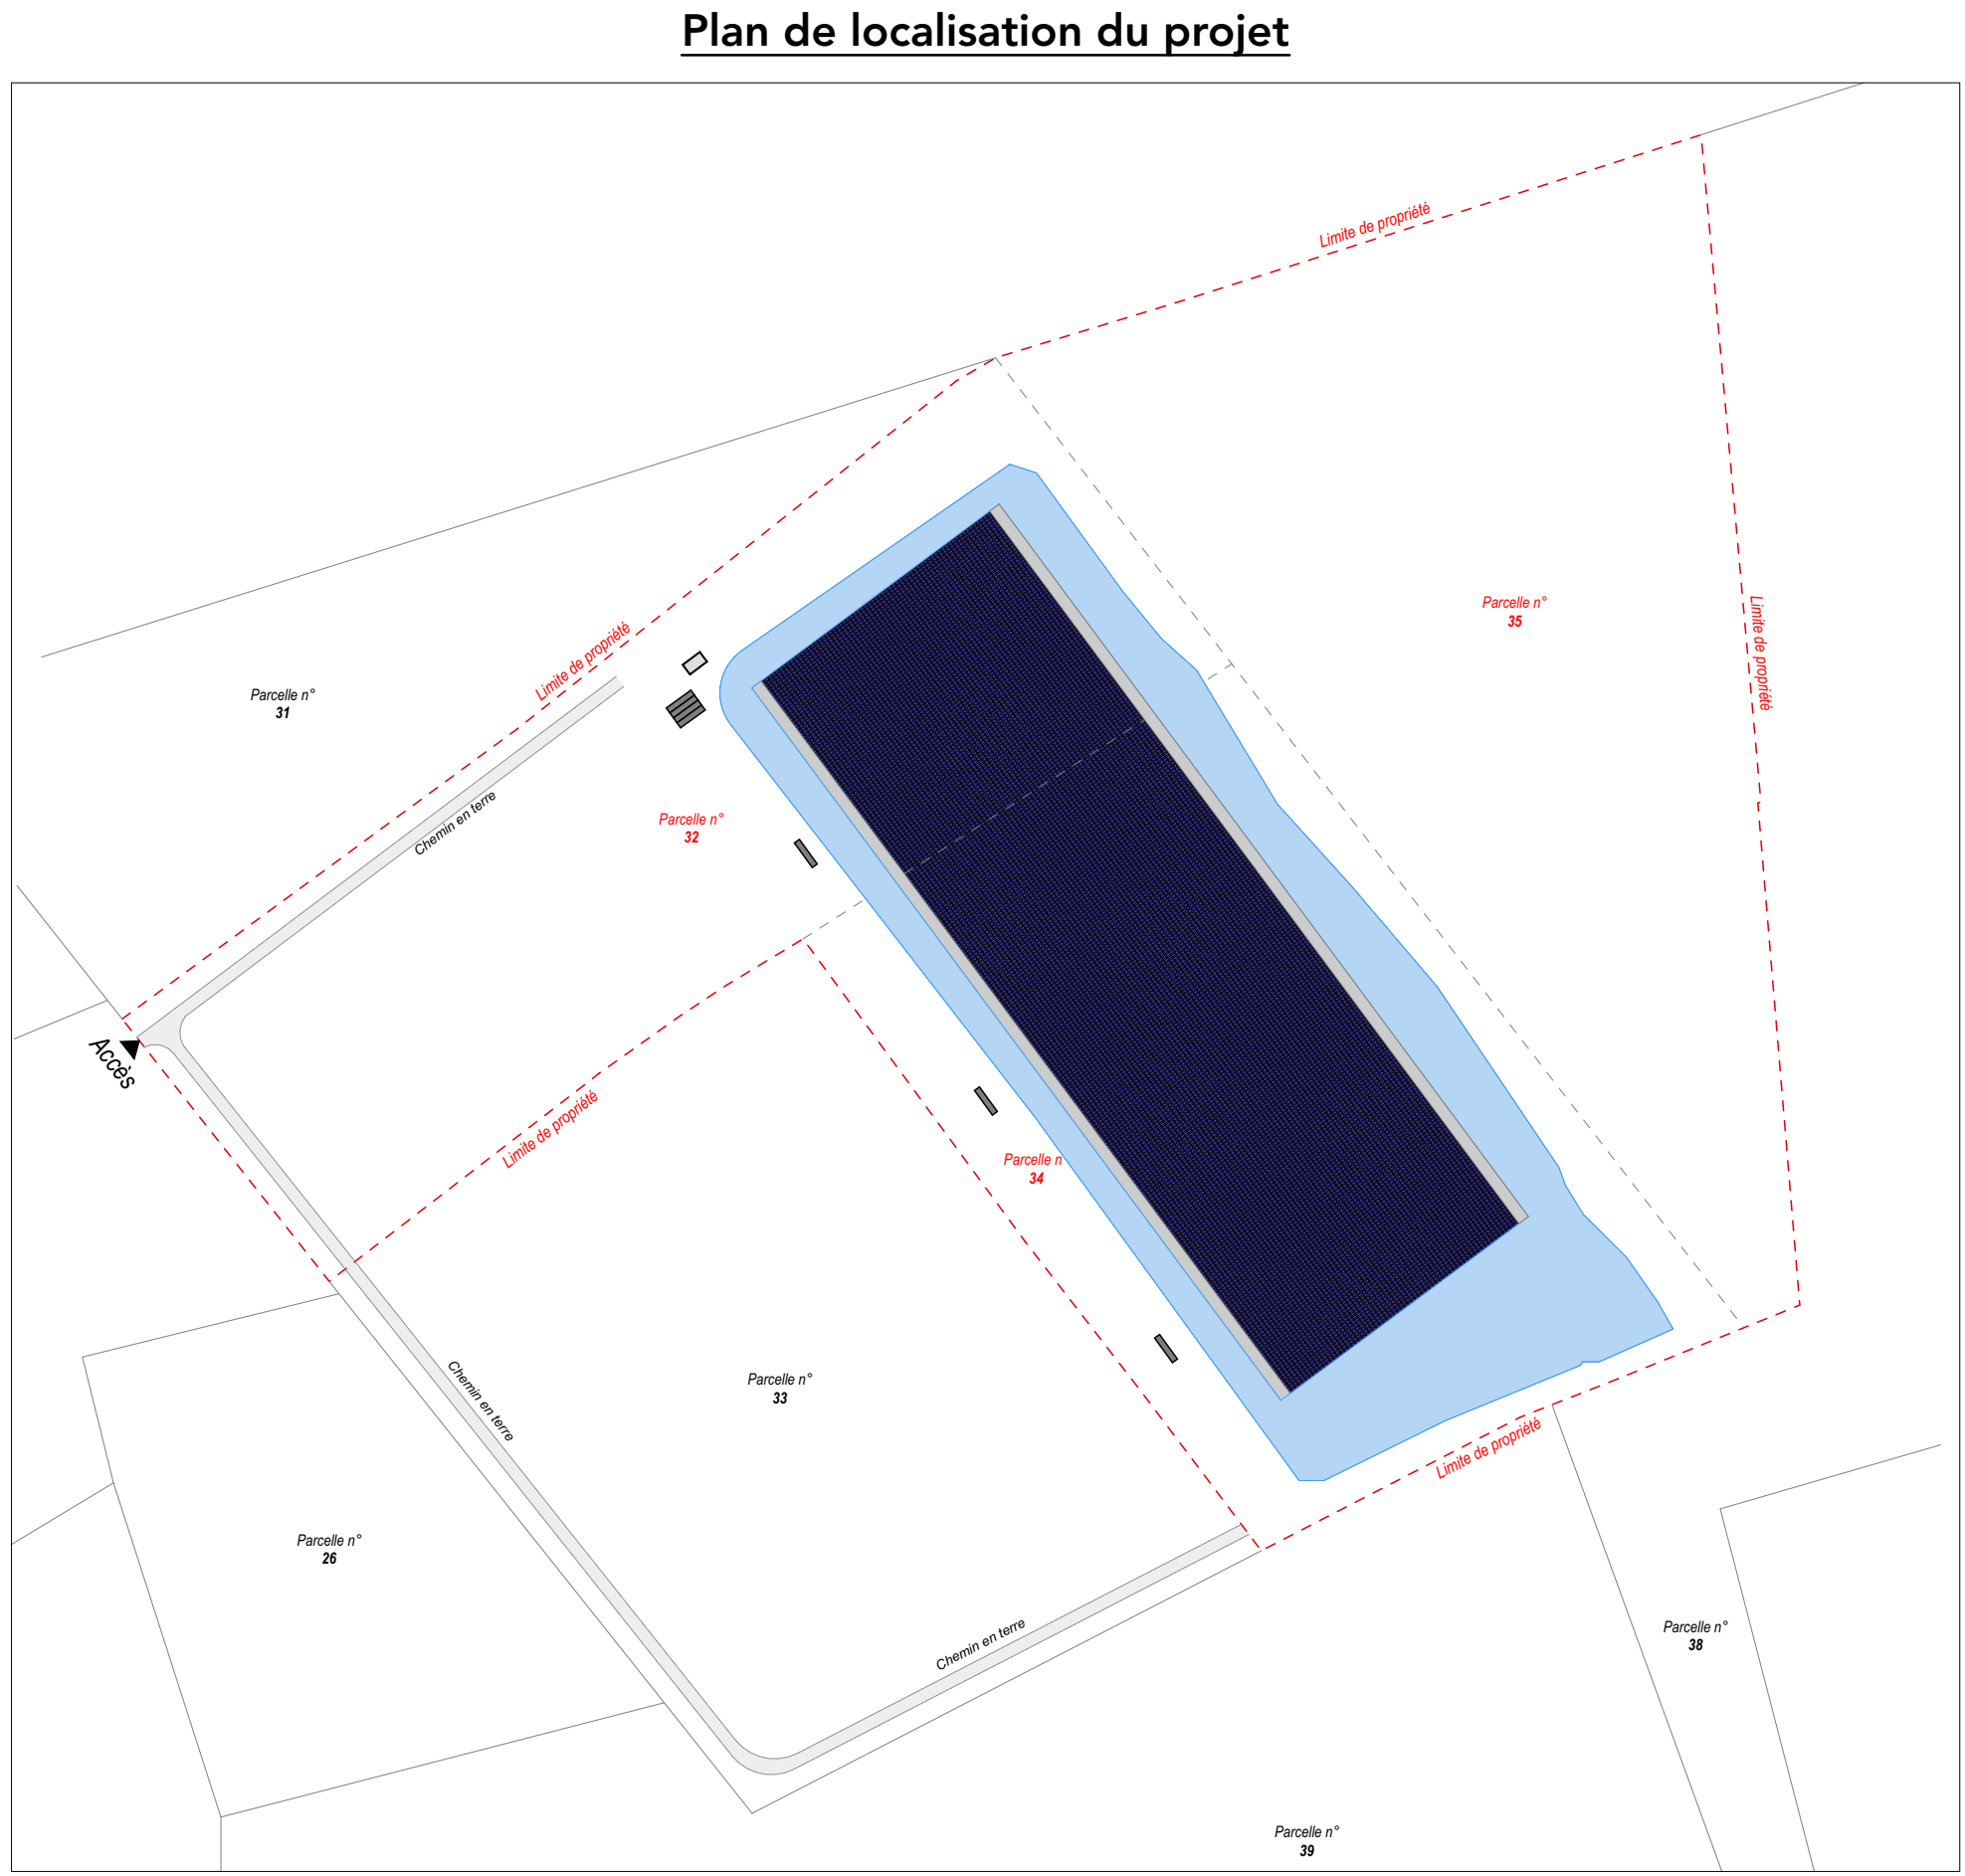 Plan de localisation du projet
Limite de propriété
Parcelle n°
35
Limite de propriété
Limite de propriété
Parcelle n°
31
Chemin en terre
Parcelle n°
32
Accès
Limite de propriété
Parcelle n
34
Chemin en terre
Parcelle n°
33
Limite de propriété
Parcelle n°
26
Chemin en terre
Parcelle n°
38
Parcelle n°
39